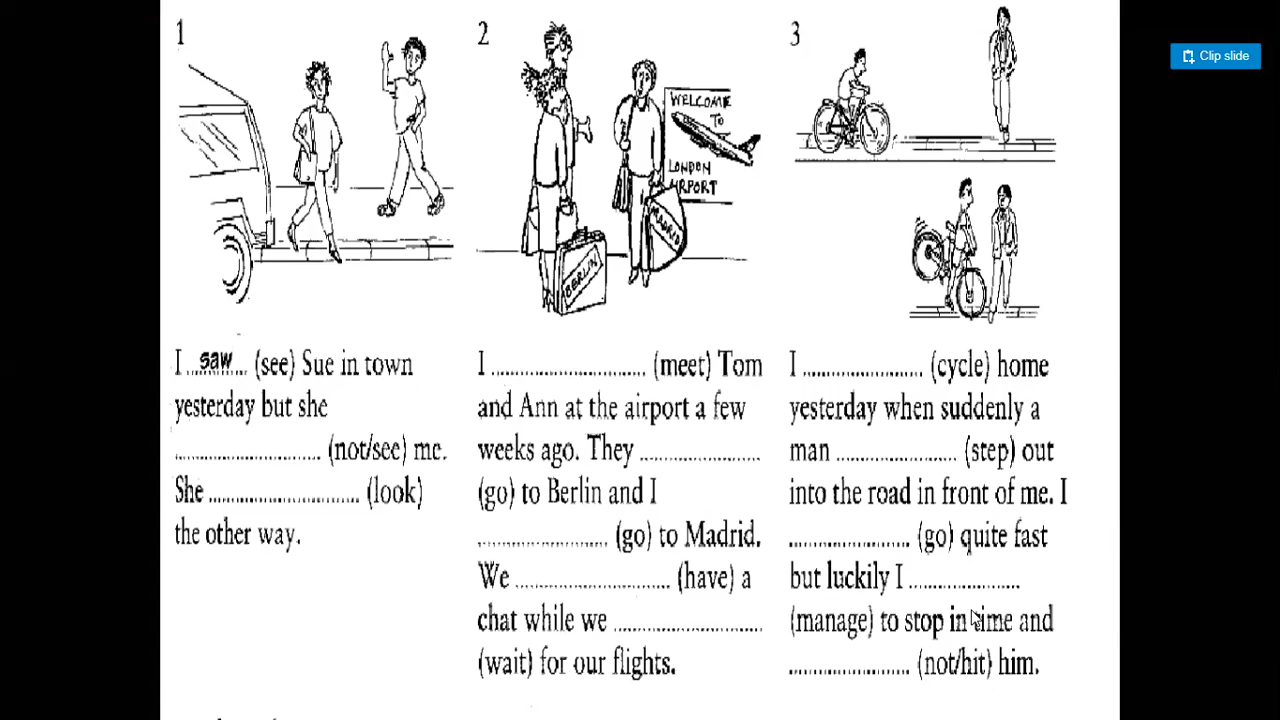 Clip slide
1
2
3
WELCOME
TO
LONDON
AIRPORT
MADRID
BERLIN
I ...saw... (see) Sue in town
yesterday but she
.............................. (not/see) me.
She .............................. (look)
the other way.
I .............................. (meet) Tom
and Ann at the airport a few
weeks ago. They ........................
(go) to Berlin and I
.......................... (go) to Madrid.
We .............................. (have) a
chat while we ..............................
(wait) for our flights.
I ........................ (cycle) home
yesterday when suddenly a
man ........................ (step) out
into the road in front of me. I
........................ (go) quite fast
but luckily I ......................
(manage) to stop in time and
........................ (not/hit) him.